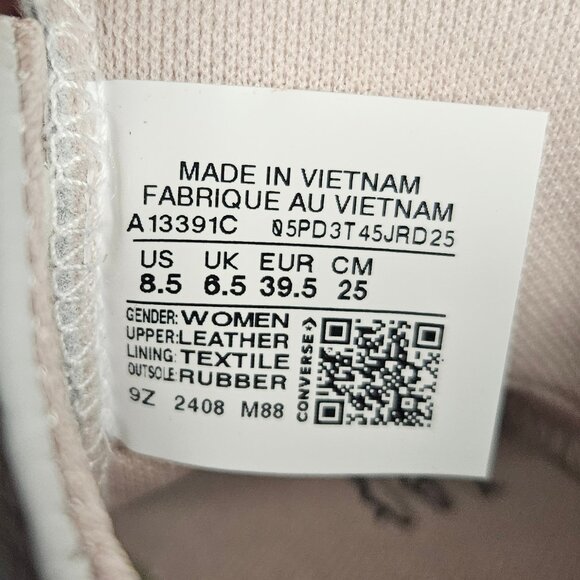 MADE IN VIETNAM
FABRIQUE AU VIETNAM
A13391C 05PD3T45JRD25
US UK EUR CM
8.5 6.5 39.5 25
GENDER: WOMEN
UPPER: LEATHER
LINING: TEXTILE
OUTSOLE: RUBBER
9Z 2408 M88
CONVERSE